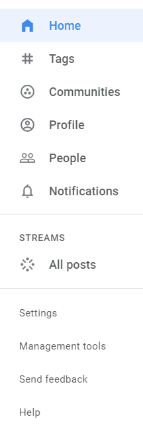 Home
Tags
Communities
Profile
People
Notifications
STREAMS
All posts
Settings
Management tools
Send feedback
Help